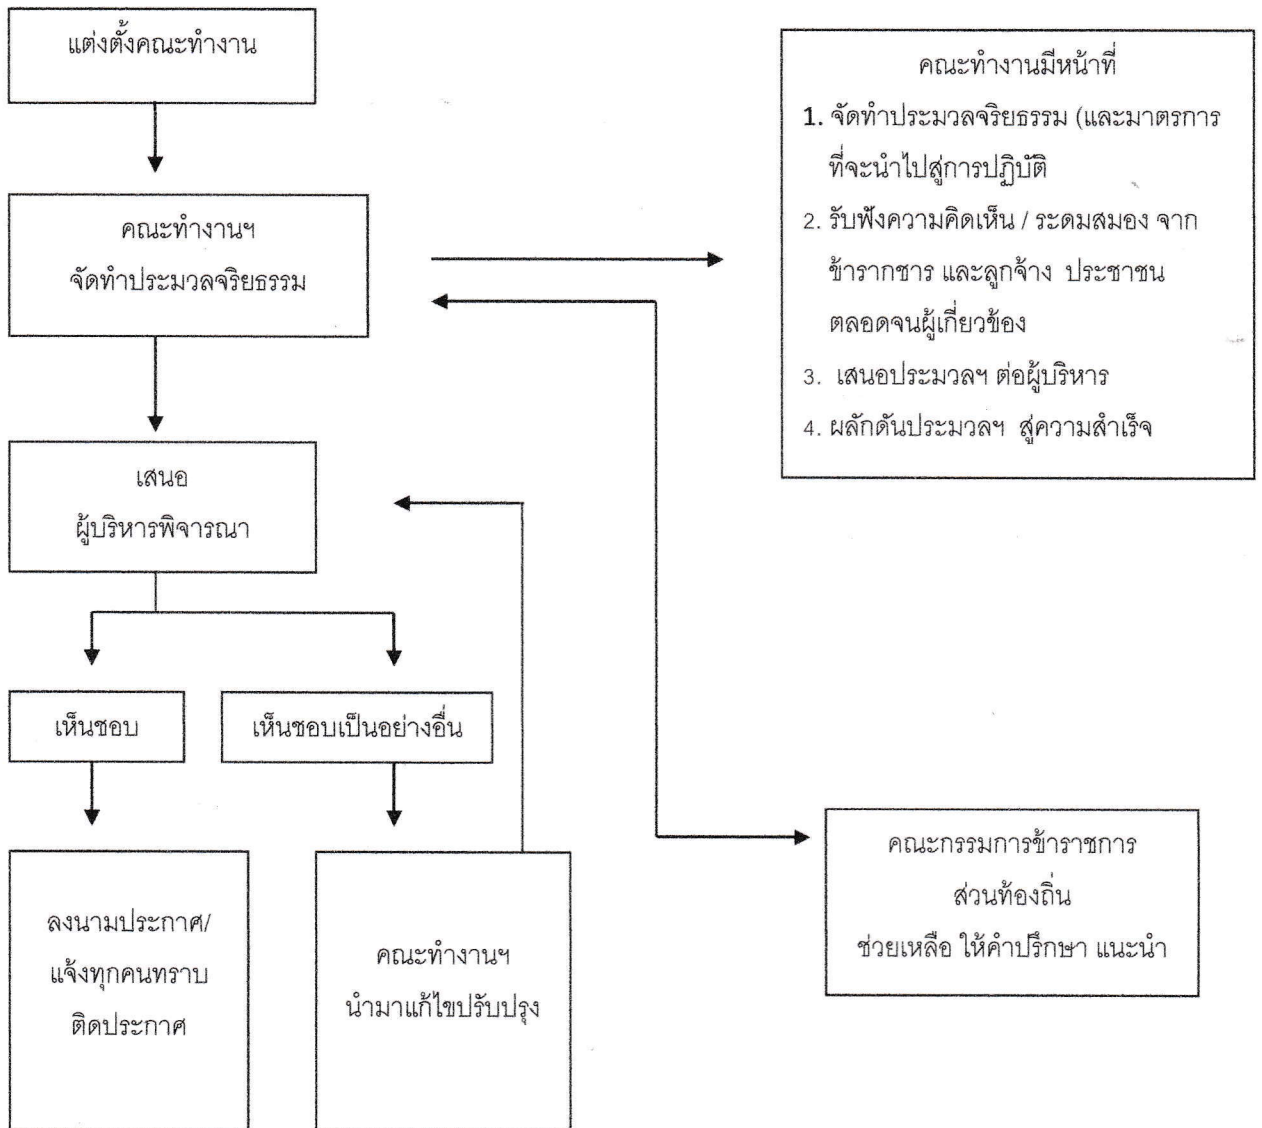 แต่งตั้งคณะทำงาน
คณะทำงานฯ
จัดทำประมวลจริยธรรม
คณะทำงานมีหน้าที่
1. จัดทำประมวลจริยธรรม (และมาตรการ
ที่จะนำไปสู่การปฏิบัติ
2. รับฟังความคิดเห็น / ระดมสมอง จาก
ข้ารากชาร และลูกจ้าง ประชาชน
ตลอดจนผู้เกี่ยวข้อง
3. เสนอประมวลฯ ต่อผู้บริหาร
4. ผลักดันประมวลฯ สู่ความสำเร็จ
เสนอ
ผู้บริหารพิจารณา
เห็นชอบ
เห็นชอบเป็นอย่างอื่น
ลงนามประกาศ/
แจ้งทุกคนทราบ
ติดประกาศ
คณะทำงานฯ
นำมาแก้ไขปรับปรุง
คณะกรรมการข้าราชการ
ส่วนท้องถิ่น
ช่วยเหลือ ให้คำปรึกษา แนะนำ